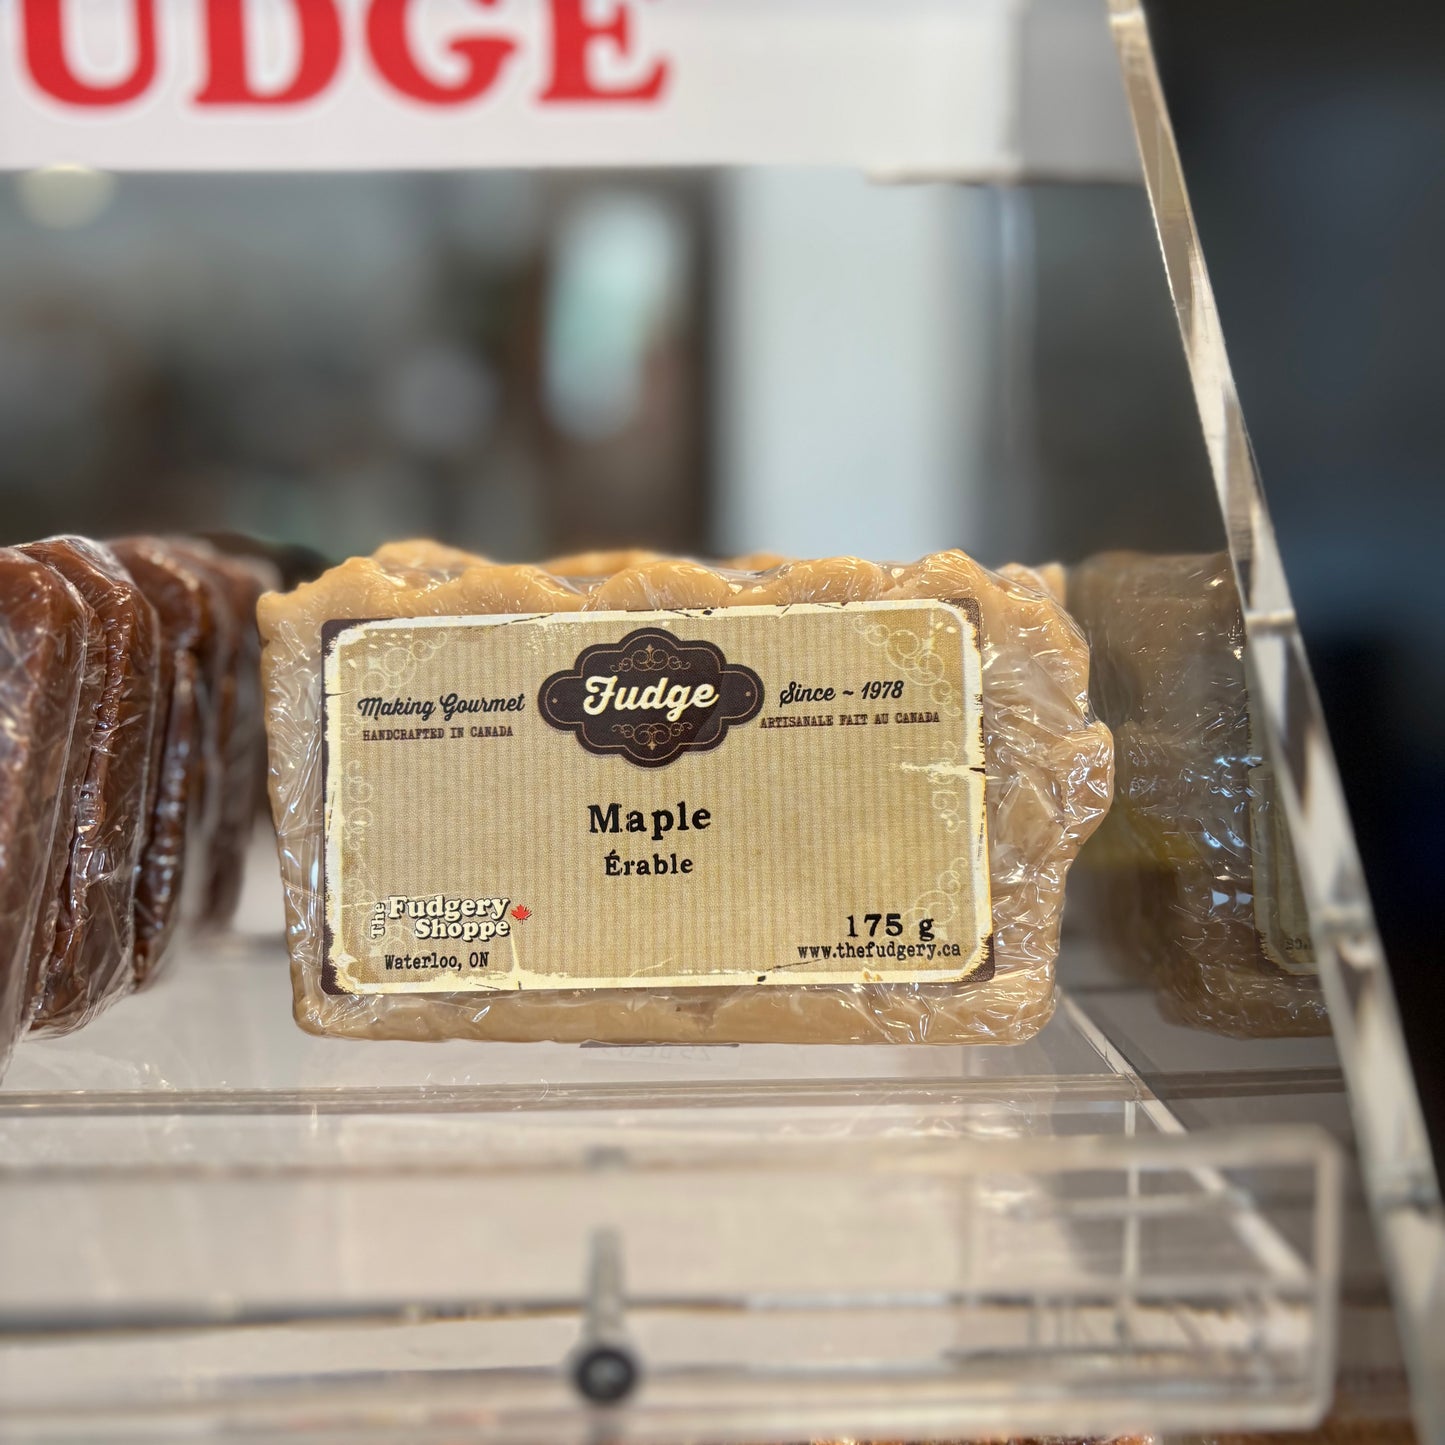 UDGE
Fudge
Making Gourmet
HANDCRAFTED IN CANADA
Since ~ 1978
ARTISANALE FAIT AU CANADA
Maple
Érable
The Fudgery
Shoppe
Waterloo, ON
175 g
www.thefudgery.ca